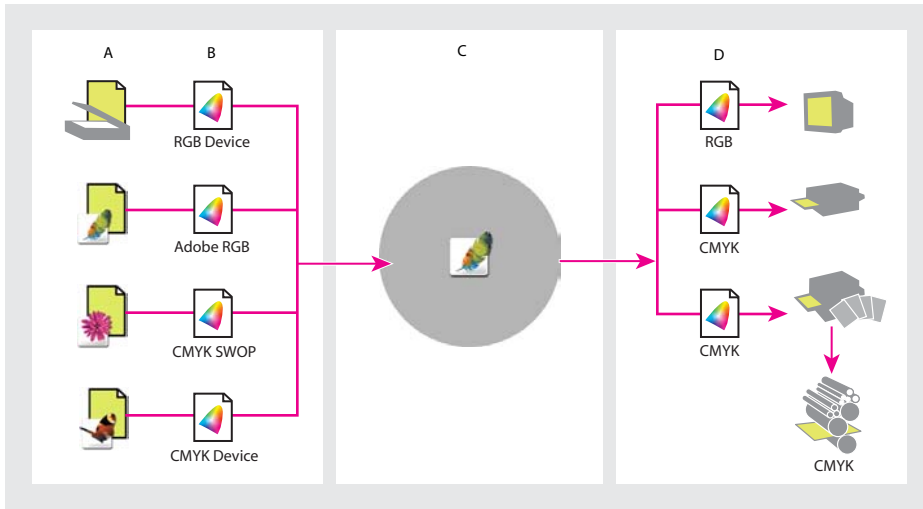 A
B
C
D
RGB Device
Adobe RGB
CMYK SWOP
CMYK Device
RGB
CMYK
CMYK
CMYK